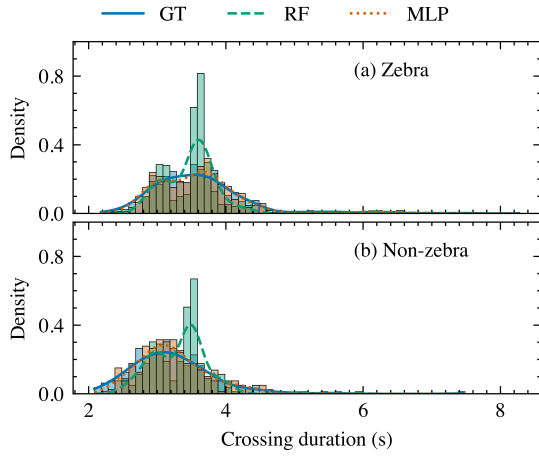 GT RF MLP
(a) Zebra
Density
0.8
0.4
0.0
(b) Non-zebra
Density
0.8
0.4
0.0
2 4 6 8
Crossing duration (s)